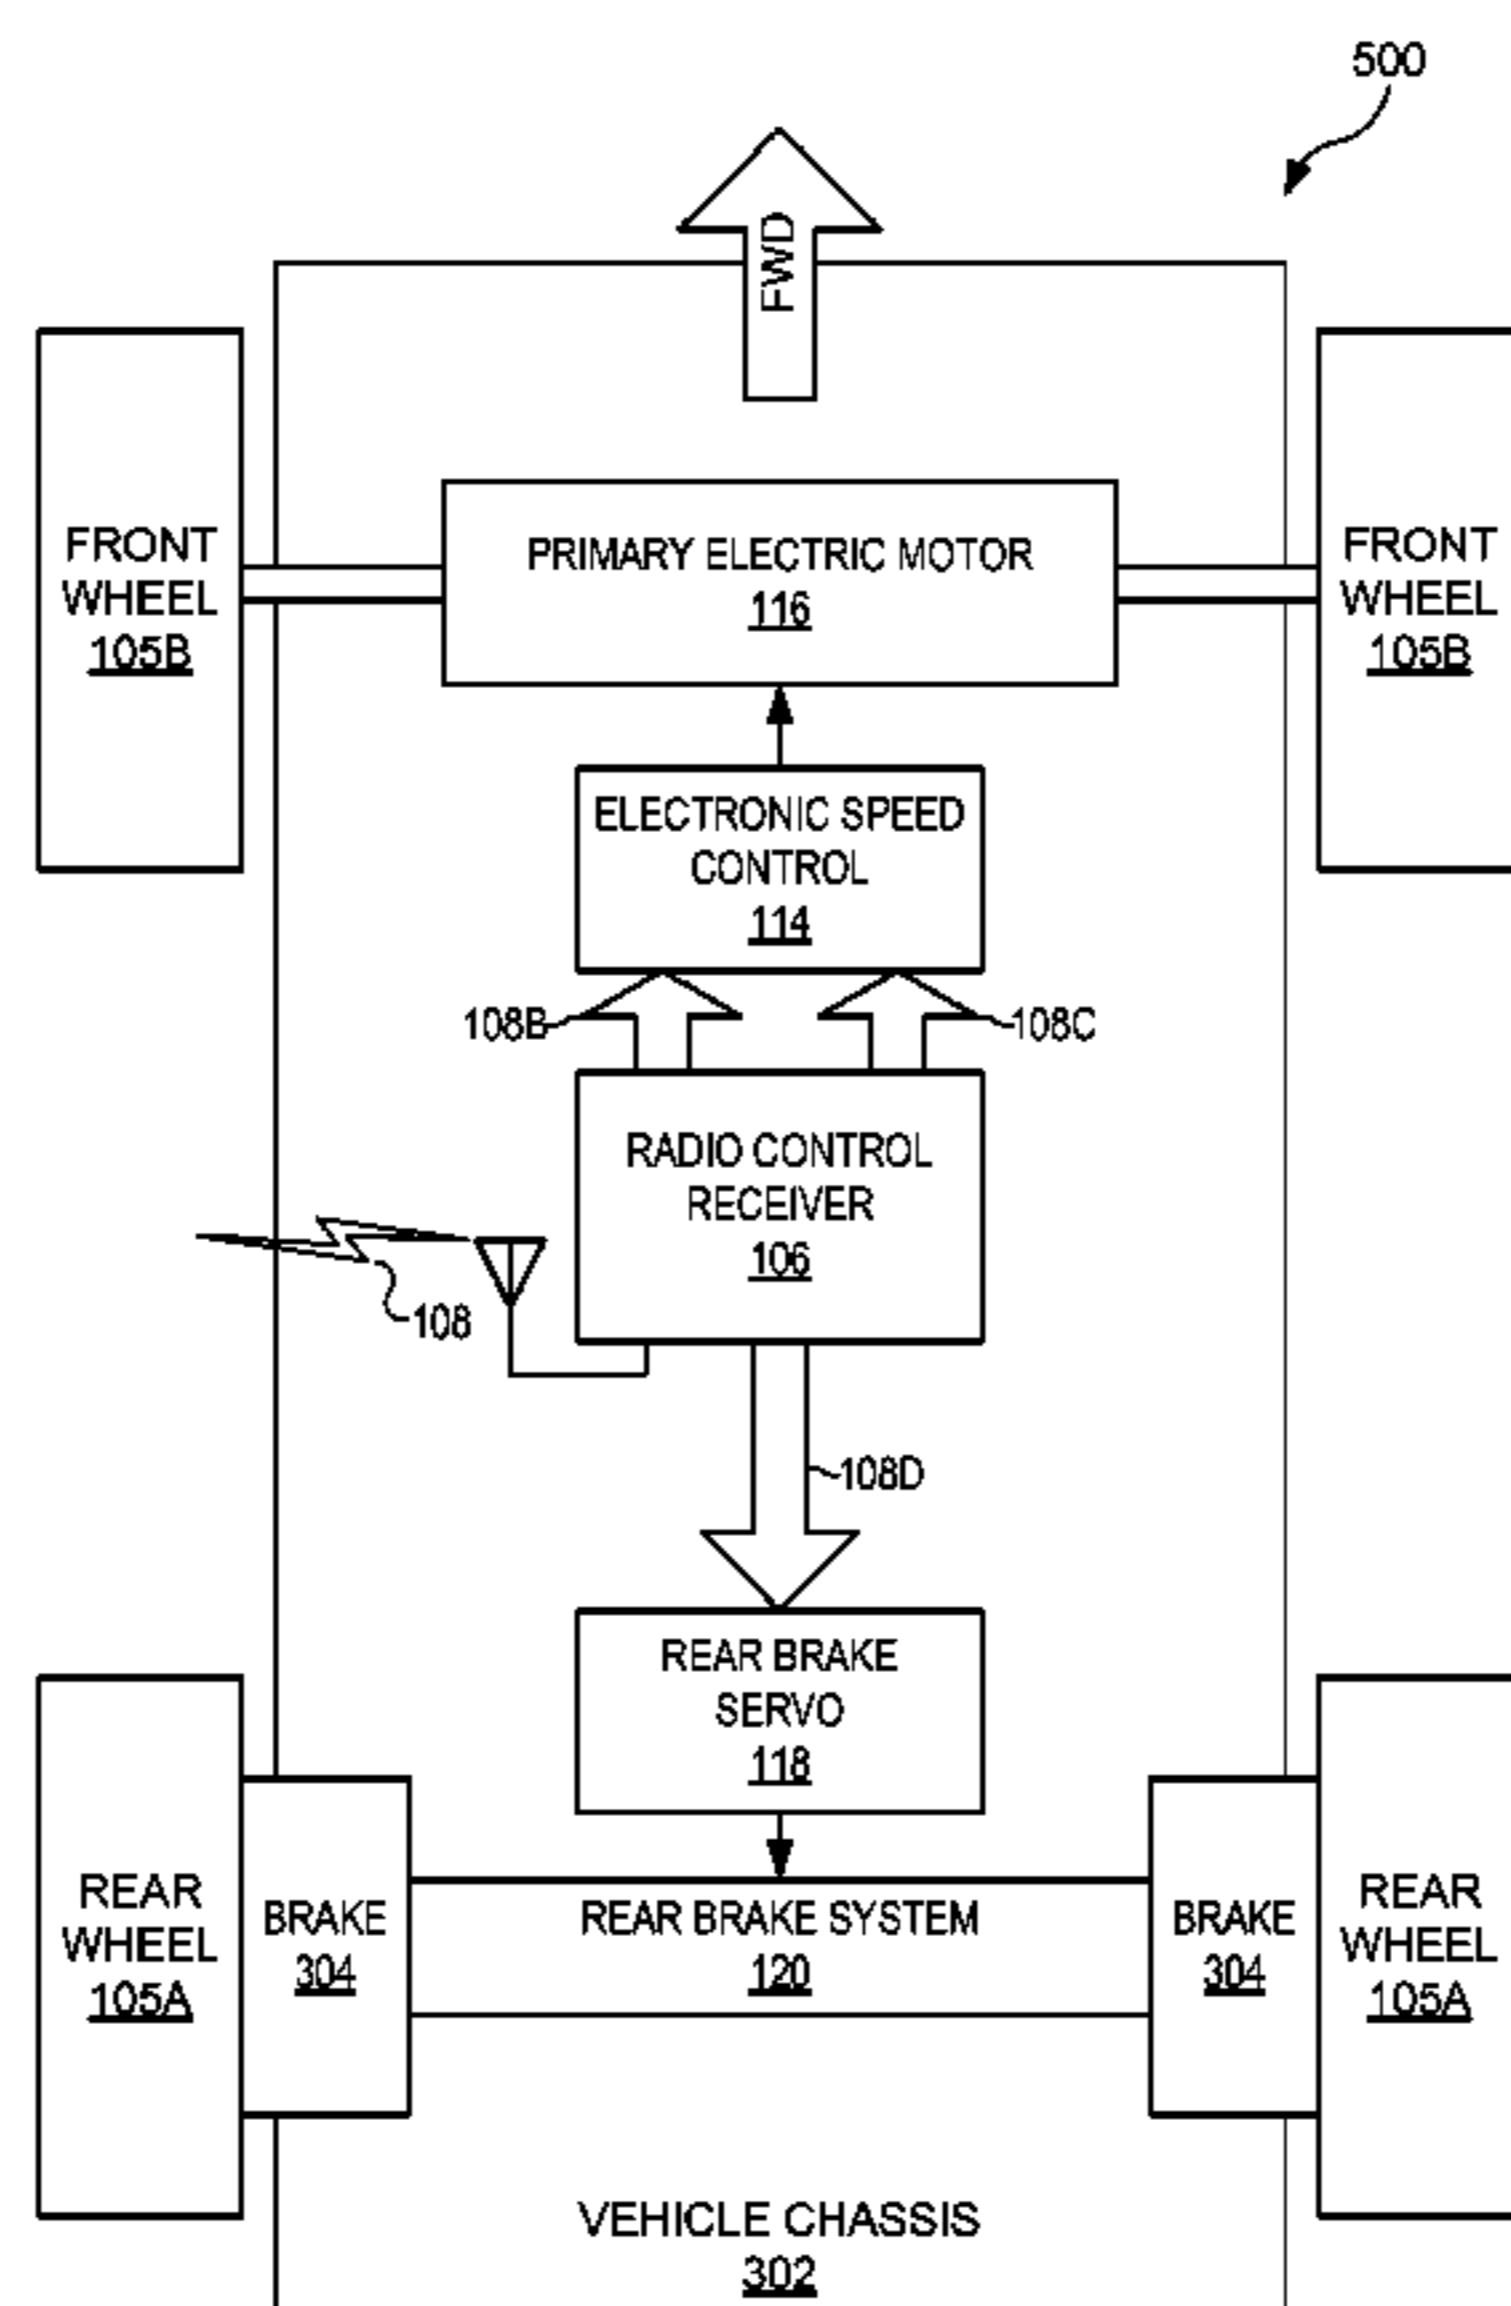 500
FWD
FRONT
WHEEL
105B
PRIMARY ELECTRIC MOTOR
116
FRONT
WHEEL
105B
ELECTRONIC SPEED
CONTROL
114
108B
108C
RADIO CONTROL
RECEIVER
106
108
108D
REAR BRAKE
SERVO
118
REAR
WHEEL
105A
BRAKE
304
REAR BRAKE SYSTEM
120
BRAKE
304
REAR
WHEEL
105A
VEHICLE CHASSIS
302